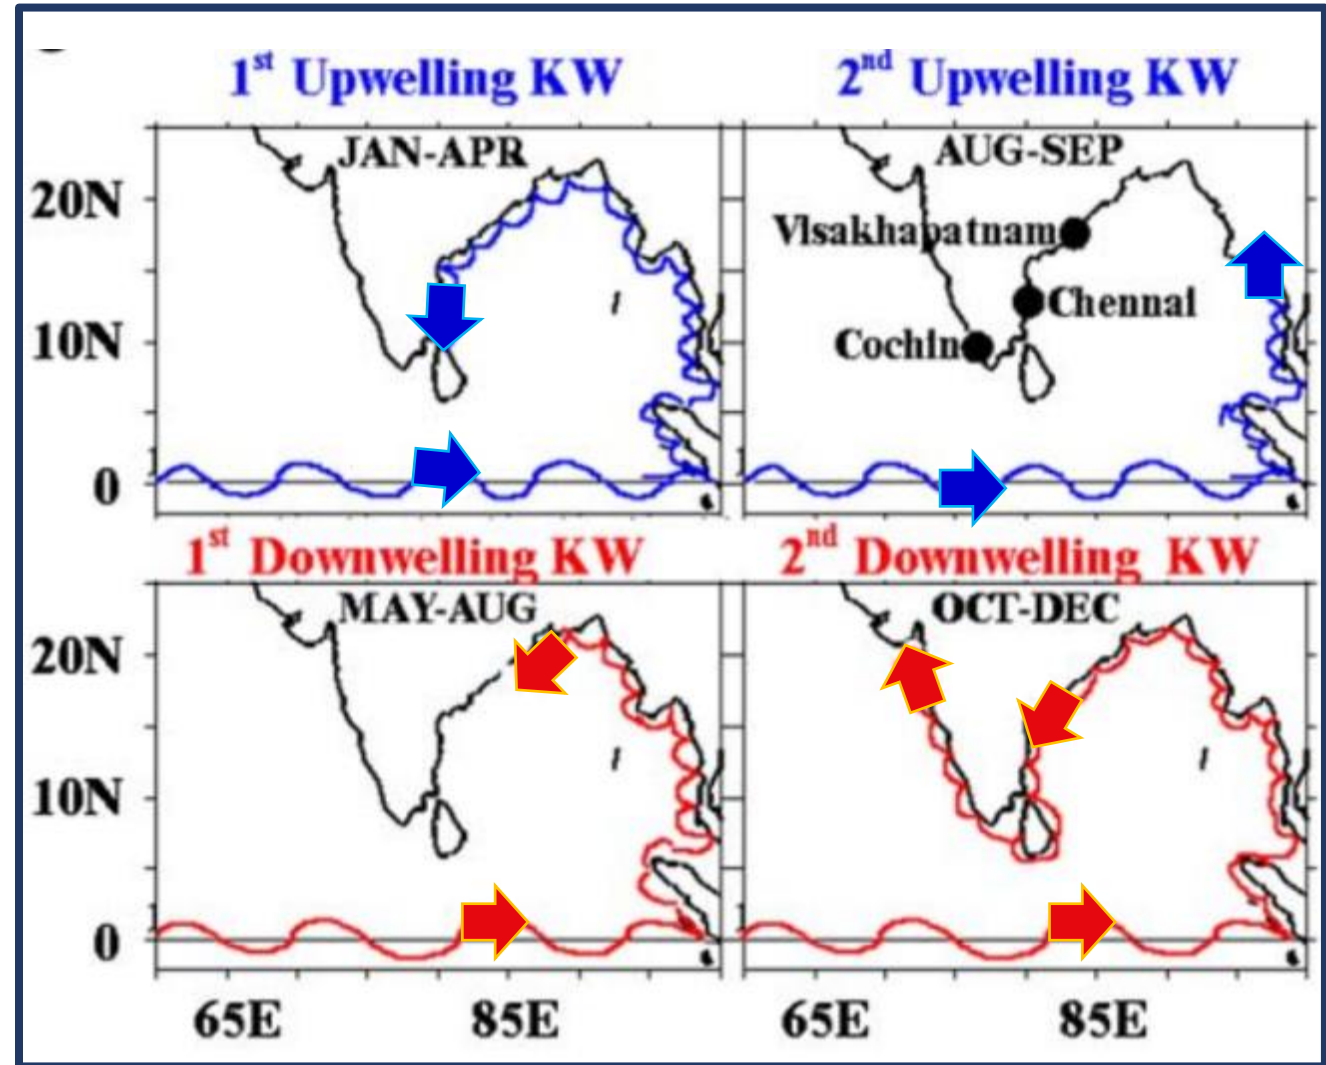 1st Upwelling KW
2nd Upwelling KW
JAN-APR
AUG-SEP
20N
Visakhapatnam
Chennai
10N
Cochin
0
1st Downwelling KW
2nd Downwelling KW
MAY-AUG
OCT-DEC
20N
10N
0
65E
85E
65E
85E